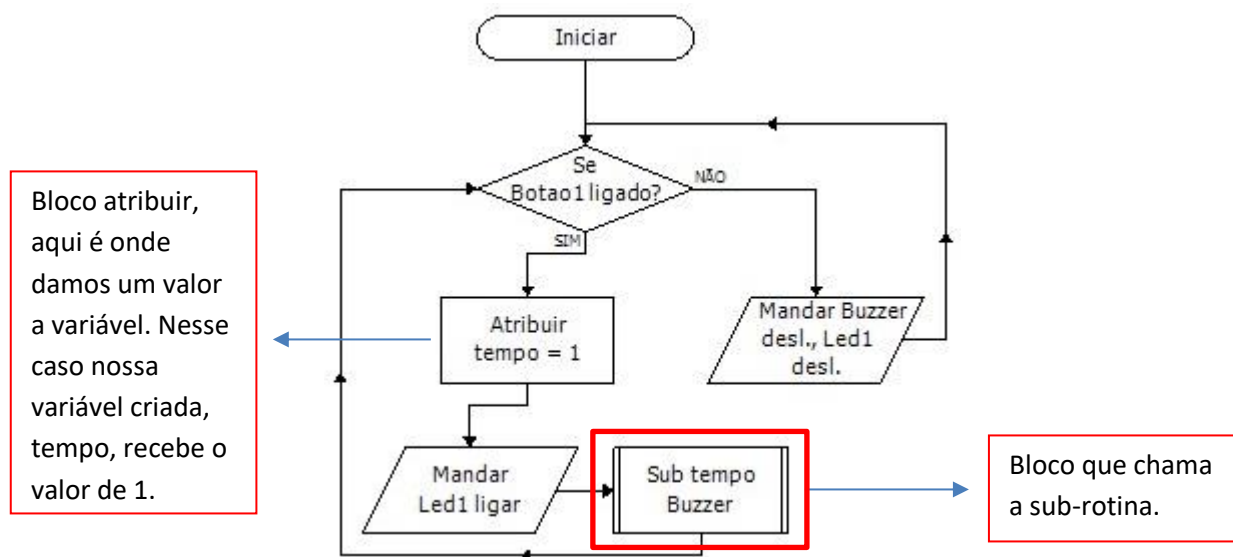 Iniciar
Se
Botao1 ligado?
NÃO
SIM
Bloco atribuir,
aqui é onde
damos um valor
a variável. Nesse
caso nossa
variável criada,
tempo, recebe o
valor de 1.
Atribuir
tempo = 1
Mandar Buzzer
desl., Led1
desl.
Mandar
Led1 ligar
Sub tempo
Buzzer
Bloco que chama
a sub-rotina.